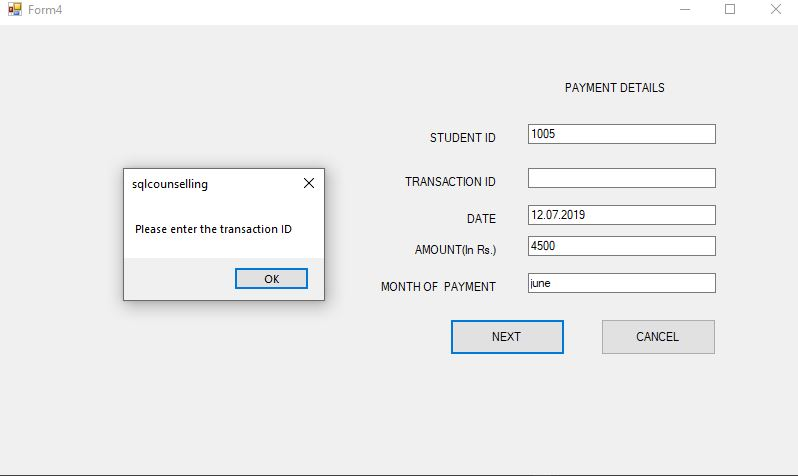 Form4
PAYMENT DETAILS
STUDENT ID 1005
TRANSACTION ID
DATE 12.07.2019
AMOUNT(In Rs.) 4500
MONTH OF  PAYMENT june
NEXT CANCEL
sqlcounselling
Please enter the transaction ID
OK